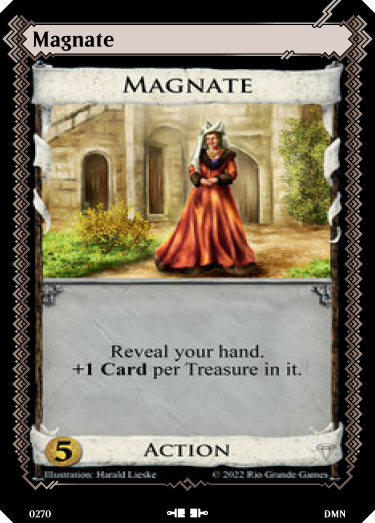 Magnate
MAGNATE
Reveal your hand.
+1 Card per Treasure in it.
5
ACTION
Illustration: Harald Lieske
© 2022 Rio Grande Games
0270
DMN